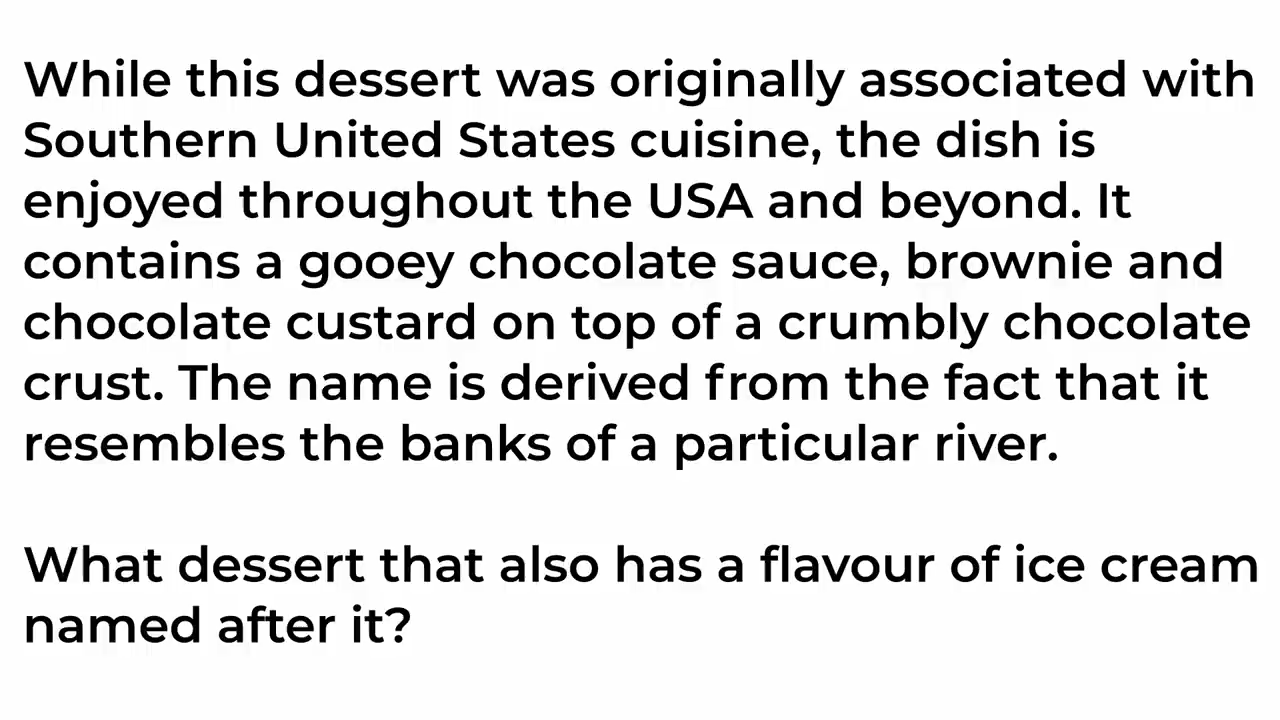 While this dessert was originally associated with
Southern United States cuisine, the dish is
enjoyed throughout the USA and beyond. It
contains a gooey chocolate sauce, brownie and
chocolate custard on top of a crumbly chocolate
crust. The name is derived from the fact that it
resembles the banks of a particular river.
What dessert that also has a flavour of ice cream
named after it?